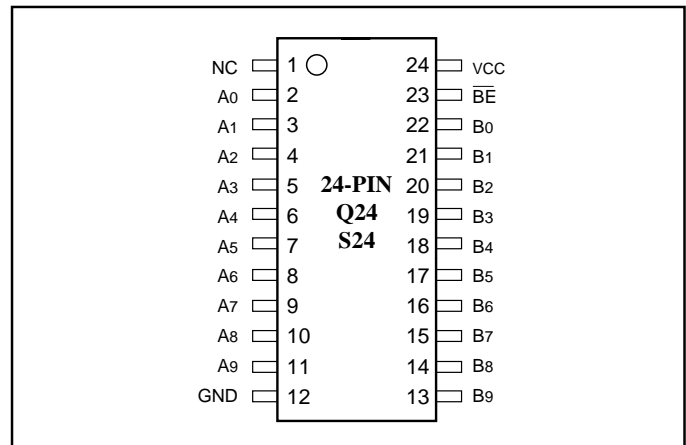 NC 1 24 VCC
A0 2 23 B̅E̅
A1 3 22 B0
A2 4 21 B1
A3 5 24-PIN 20 B2
A4 6 Q24 19 B3
A5 7 S24 18 B4
A6 8 17 B5
A7 9 16 B6
A8 10 15 B7
A9 11 14 B8
GND 12 13 B9